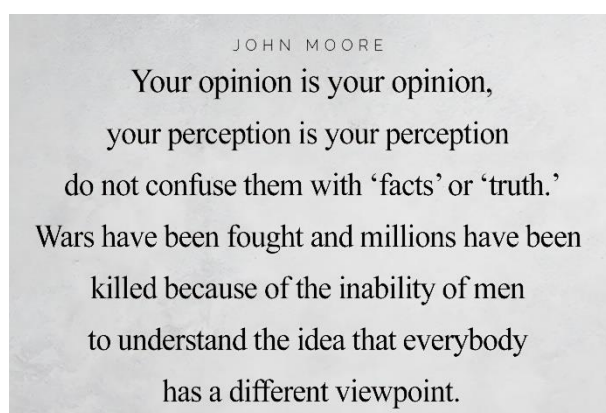 JOHN MOORE
Your opinion is your opinion,
your perception is your perception
do not confuse them with ‘facts’ or ‘truth.’
Wars have been fought and millions have been
killed because of the inability of men
to understand the idea that everybody
has a different viewpoint.